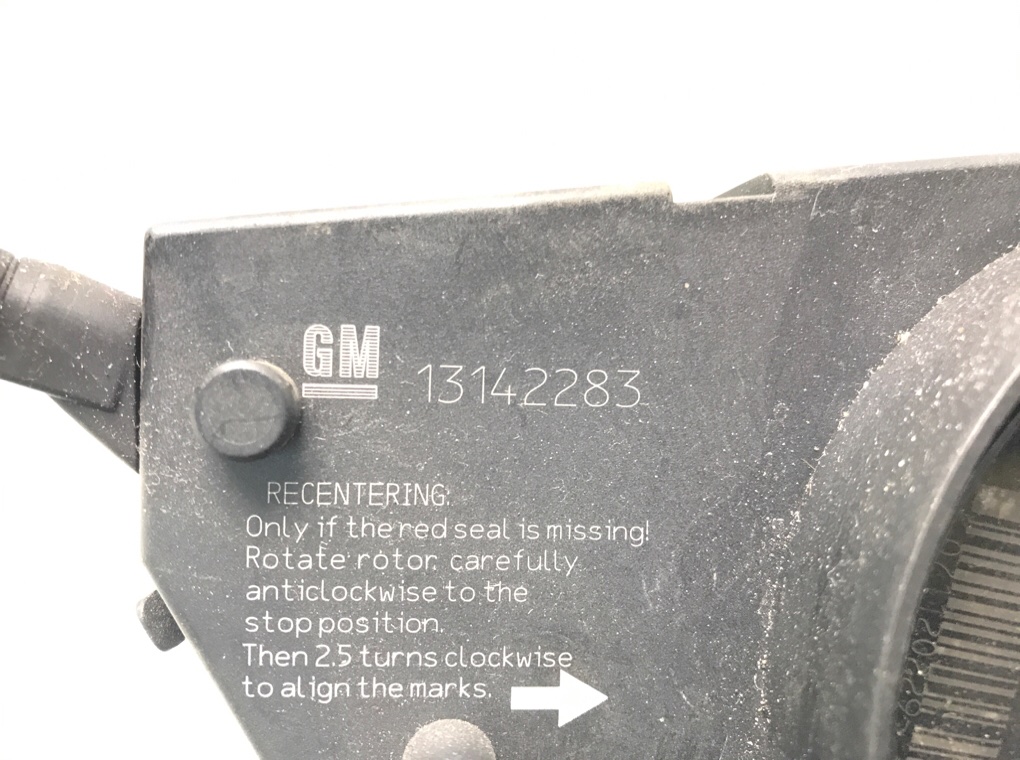 GM 13142283
RECENTERING:
Only if the red seal is missing!
Rotate rotor carefully
anticlockwise to the
stop position.
Then 2.5 turns clockwise
to align the marks.